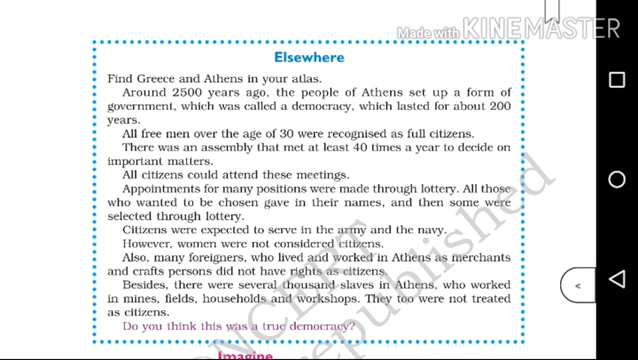 Made with KINEMASTER
Elsewhere
Find Greece and Athens in your atlas.
Around 2500 years ago, the people of Athens set up a form of
government, which was called a democracy, which lasted for about 200
years.
All free men over the age of 30 were recognised as full citizens.
There was an assembly that met at least 40 times a year to decide on
important matters.
All citizens could attend these meetings.
Appointments for many positions were made through lottery. All those
who wanted to be chosen gave in their names, and then some were
selected through lottery.
Citizens were expected to serve in the army and the navy.
However, women were not considered citizens.
Also, many foreigners, who lived and worked in Athens as merchants
and crafts persons did not have rights as citizens.
Besides, there were several thousand slaves in Athens, who worked
in mines, fields, households and workshops. They too were not treated
as citizens.
Do you think this was a true democracy?
Imagine
NCERT
republished